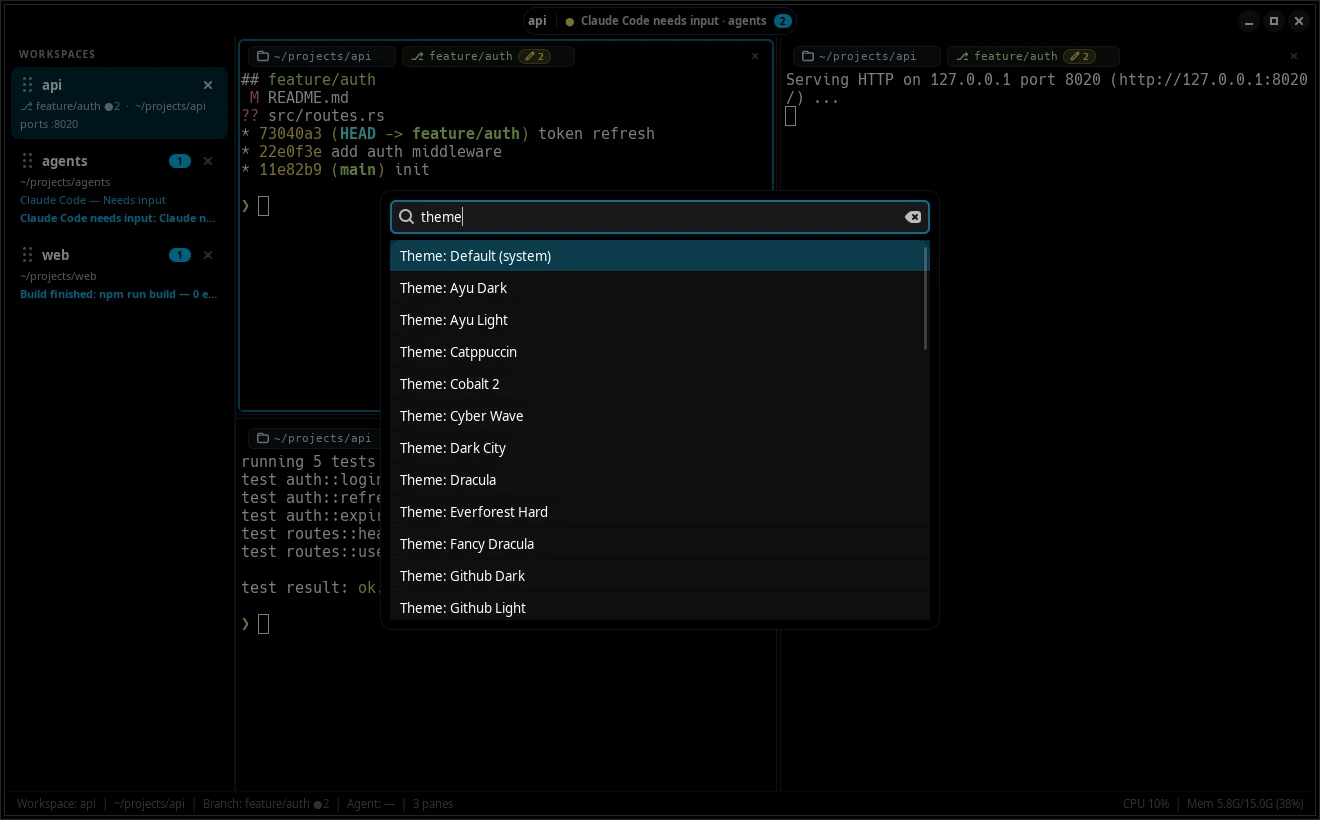 api
Claude Code needs input · agents 2
WORKSPACES
api
feature/auth ●2 · ~/projects/api
ports :8020
agents 1
~/projects/agents
Claude Code — Needs input
Claude Code needs input: Claude n...
web 1
~/projects/web
Build finished: npm run build — 0 e...
~/projects/api
feature/auth 2
## feature/auth
M README.md
?? src/routes.rs
* 73040a3 (HEAD -> feature/auth) token refresh
* 22e0f3e add auth middleware
* 11e82b9 (main) init
❯
~/projects/api
feature/auth 2
Serving HTTP on 127.0.0.1 port 8020 (http://127.0.0.1:8020
/) ...
theme
Theme: Default (system)
Theme: Ayu Dark
Theme: Ayu Light
Theme: Catppuccin
Theme: Cobalt 2
Theme: Cyber Wave
Theme: Dark City
Theme: Dracula
Theme: Everforest Hard
Theme: Fancy Dracula
Theme: Github Dark
Theme: Github Light
~/projects/api
running 5 tests
test auth::login
test auth::refre
test auth::expir
test routes::hea
test routes::use
test result: ok.
❯
Workspace: api | ~/projects/api | Branch: feature/auth ●2 | Agent: — | 3 panes
CPU 10% | Mem 5.8G/15.0G (38%)